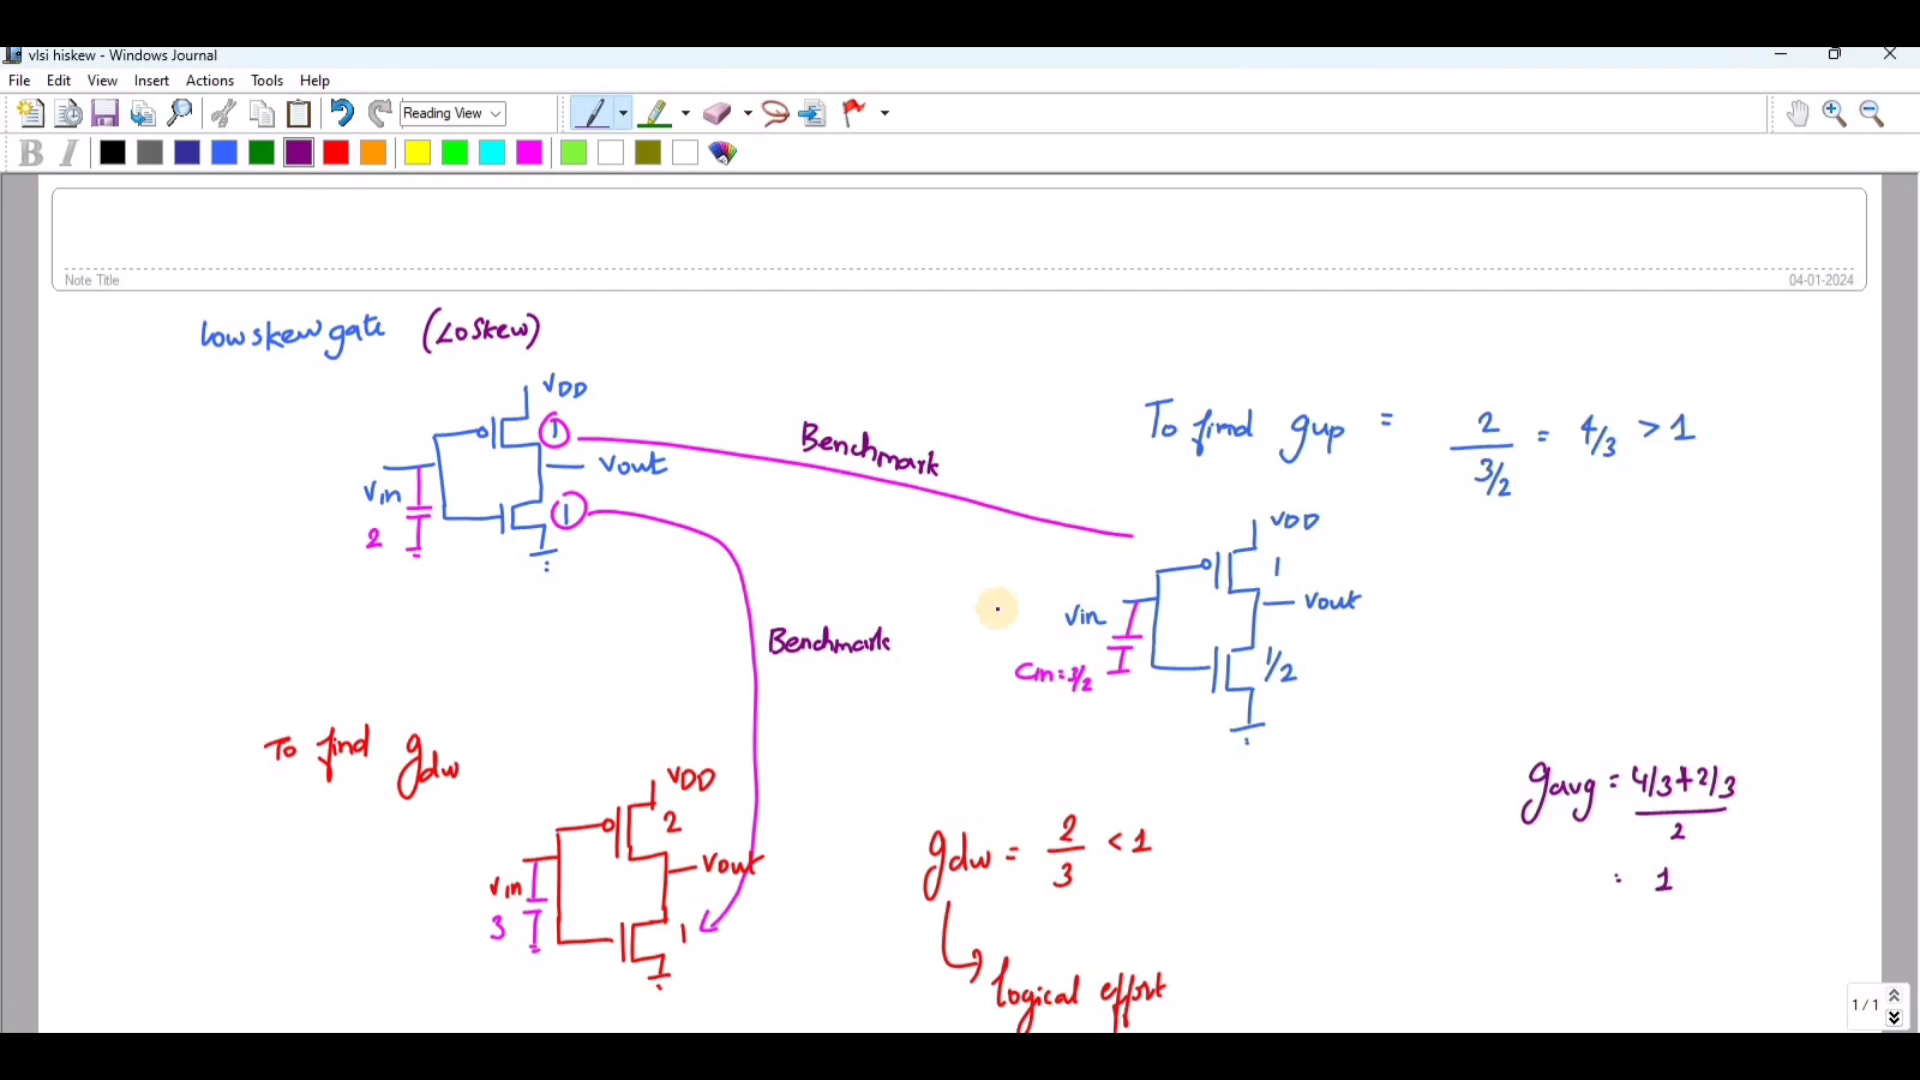 vlsi hiskew - Windows Journal
File Edit View Insert Actions Tools Help
Reading View
B I
Note Title
04-01-2024
low skew gate (LoSkew)
VDD
1
Vout
Vin
1
2
Benchmark
To find gup = 2 / 3/2 = 4/3 > 1
VDD
1
Vout
Vin
1/2
Cin = 3/2
Benchmark
To find gdw
VDD
2
Vout
Vin
3
1
gdw = 2/3 < 1
logical effort
gavg = 4/3+2/3 / 2
: 1
1 / 1